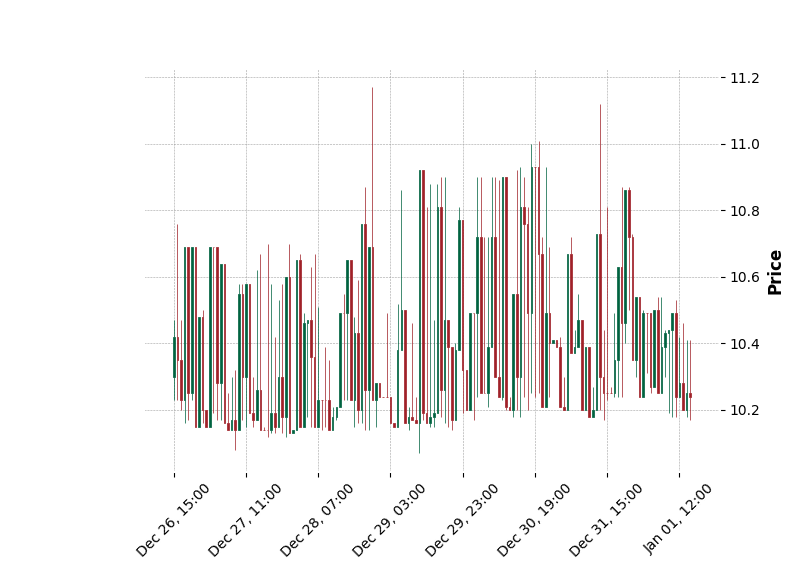 11.2
11.0
10.8
10.6
10.4
10.2
Price
Dec 26, 15:00
Dec 27, 11:00
Dec 28, 07:00
Dec 29, 03:00
Dec 29, 23:00
Dec 30, 19:00
Dec 31, 15:00
Jan 01, 12:00